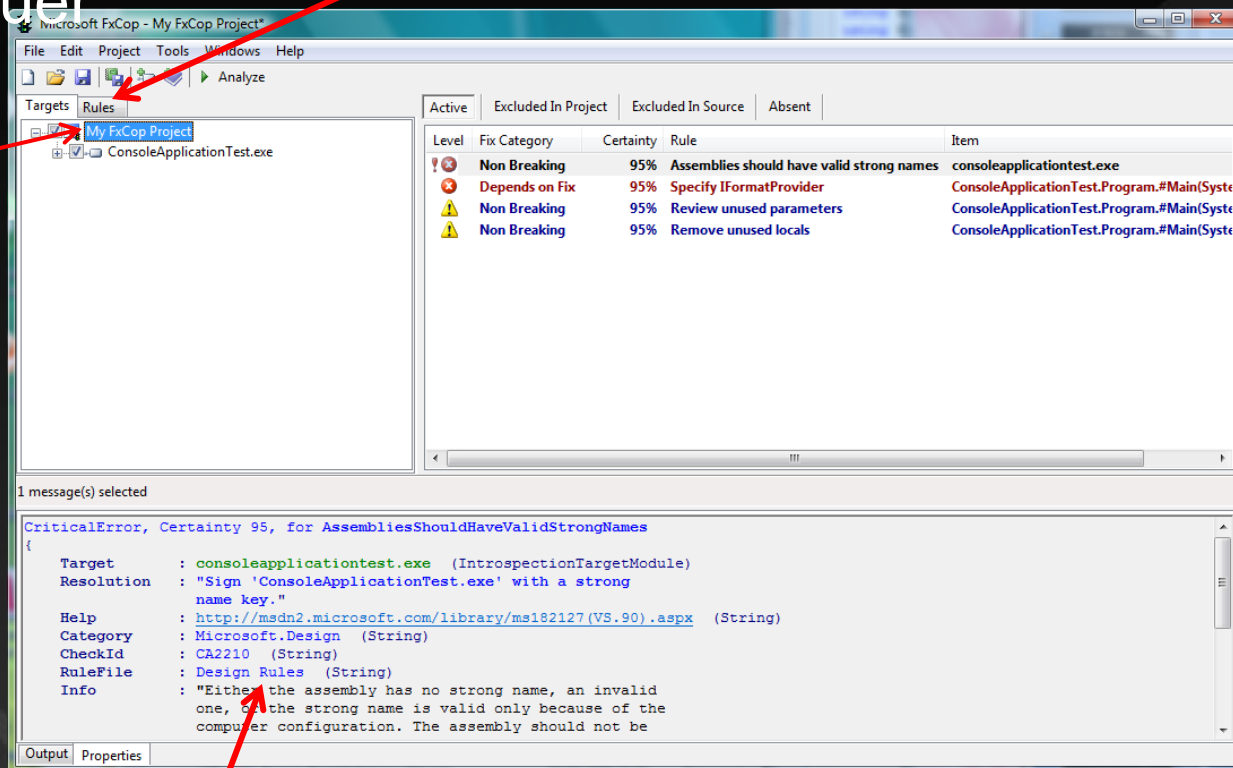 Microsoft FxCop - My FxCop Project*
File Edit Project Tools Windows Help
Analyze
Targets Rules
My FxCop Project
ConsoleApplicationTest.exe
Active Excluded In Project Excluded In Source Absent
Level Fix Category Certainty Rule Item
Non Breaking 95% Assemblies should have valid strong names consoleapplicationtest.exe
Depends on Fix 95% Specify IFormatProvider ConsoleApplicationTest.Program.#Main(Syste
Non Breaking 95% Review unused parameters ConsoleApplicationTest.Program.#Main(Syste
Non Breaking 95% Remove unused locals ConsoleApplicationTest.Program.#Main(Syste
1 message(s) selected
CriticalError, Certainty 95, for AssembliesShouldHaveValidStrongNames
{
Target : consoleapplicationtest.exe (IntrospectionTargetModule)
Resolution : "Sign 'ConsoleApplicationTest.exe' with a strong
name key."
Help : http://msdn2.microsoft.com/library/ms182127(VS.90).aspx (String)
Category : Microsoft.Design (String)
CheckId : CA2210 (String)
RuleFile : Design Rules (String)
Info : "Either the assembly has no strong name, an invalid
one, or the strong name is valid only because of the
computer configuration. The assembly should not be
Output Properties